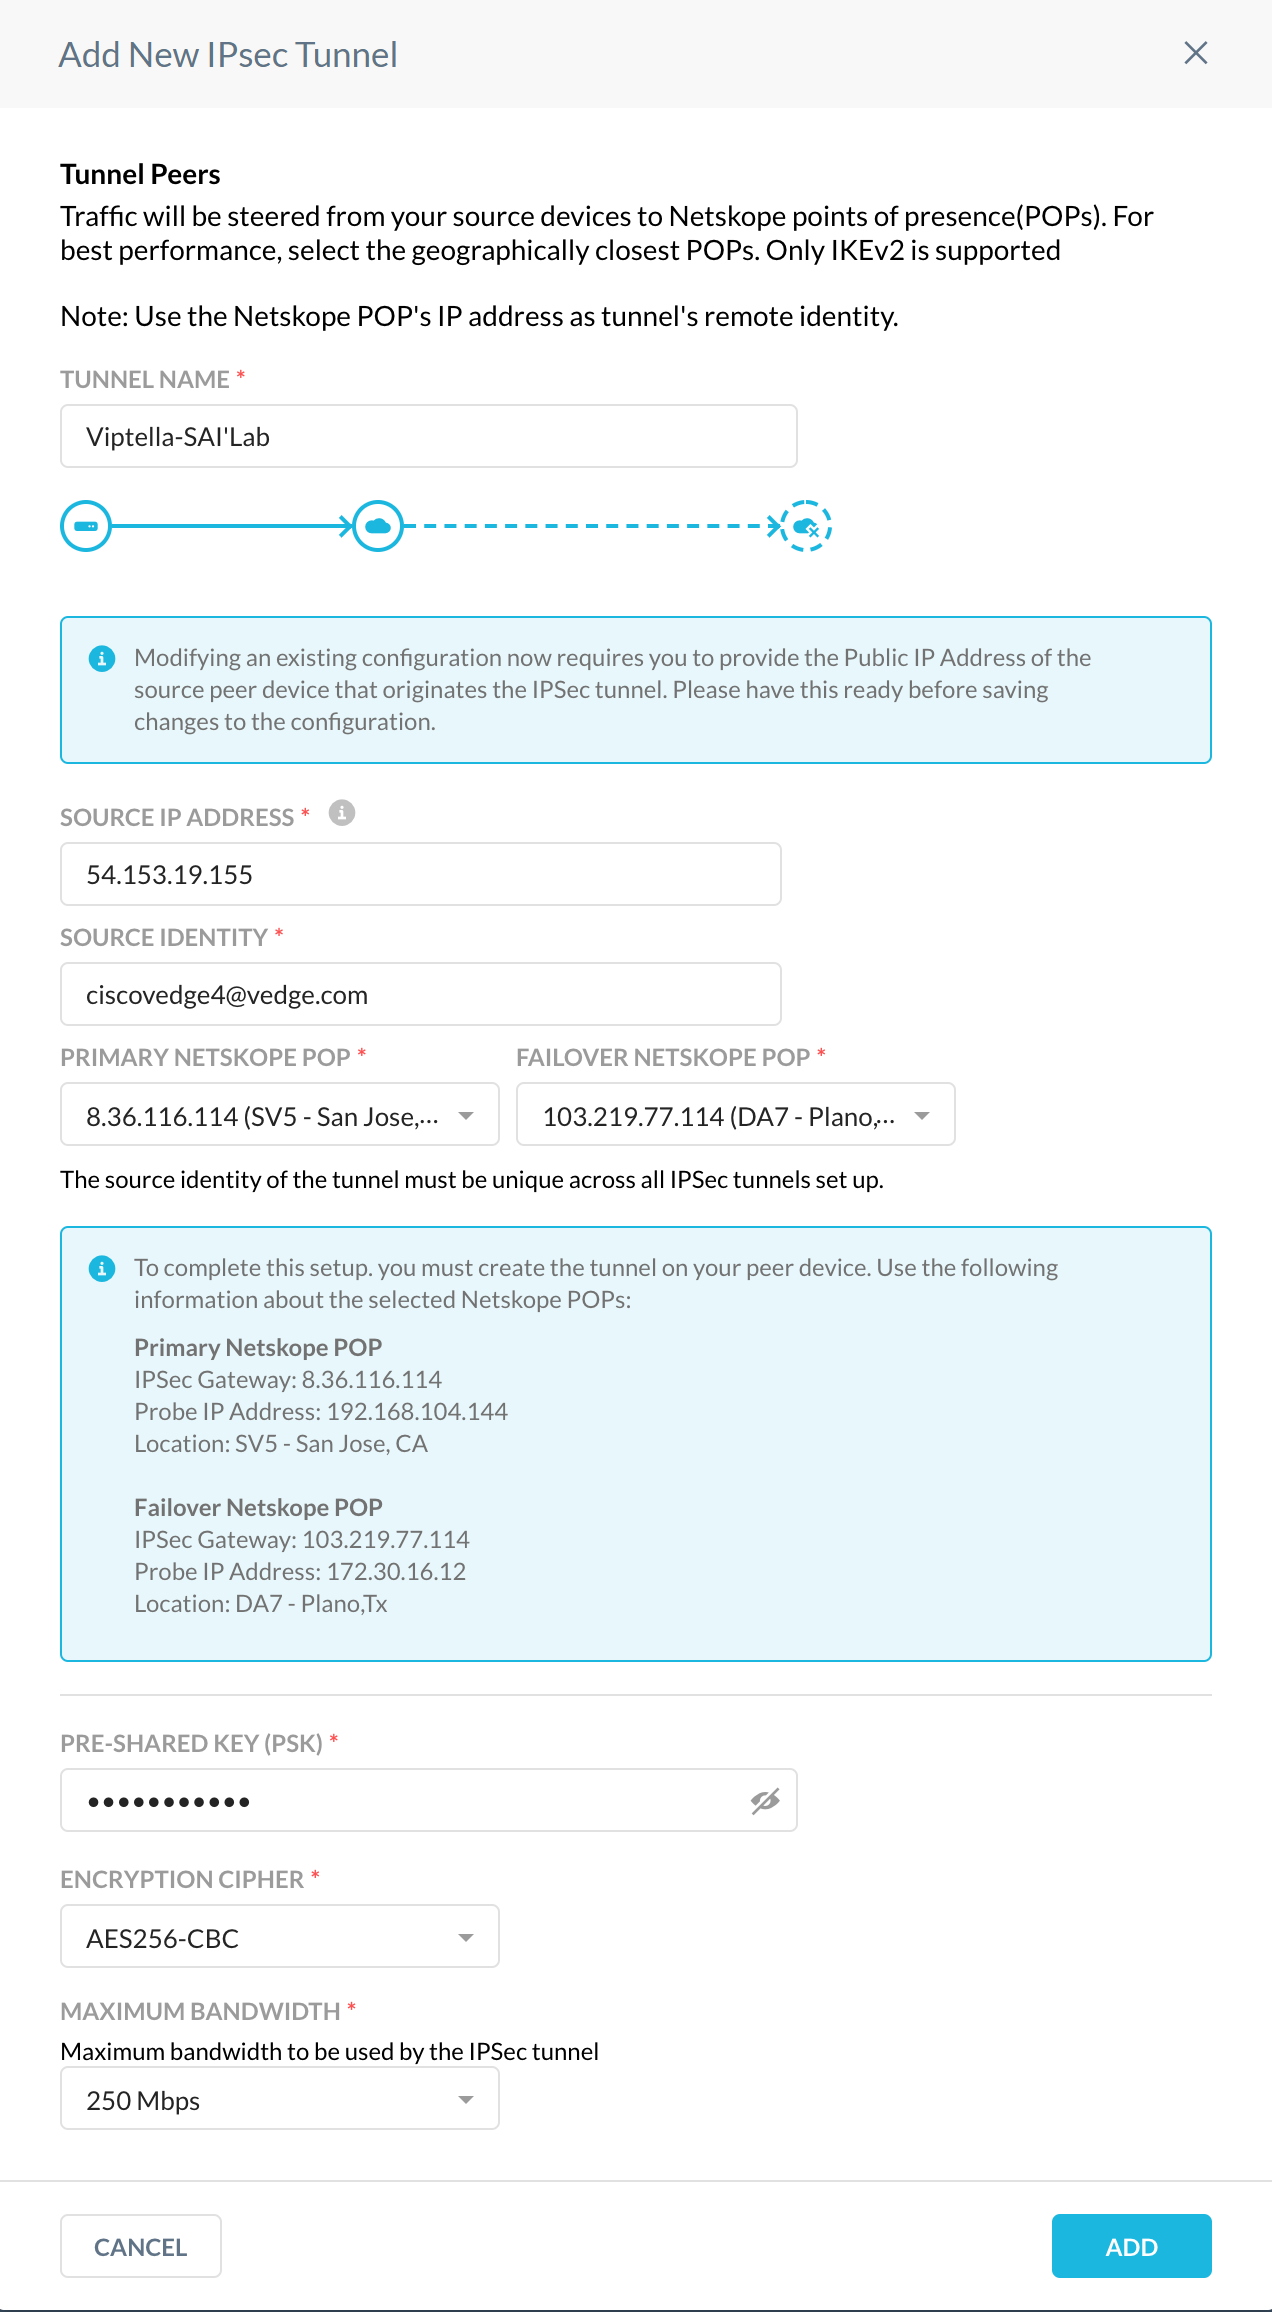 Add New IPsec Tunnel
Tunnel Peers
Traffic will be steered from your source devices to Netskope points of presence(POPs). For
best performance, select the geographically closest POPs. Only IKEv2 is supported
Note: Use the Netskope POP's IP address as tunnel's remote identity.
TUNNEL NAME *
Viptella-SAI'Lab
Modifying an existing configuration now requires you to provide the Public IP Address of the
source peer device that originates the IPSec tunnel. Please have this ready before saving
changes to the configuration.
SOURCE IP ADDRESS *
54.153.19.155
SOURCE IDENTITY *
ciscovedge4@vedge.com
PRIMARY NETSKOPE POP * FAILOVER NETSKOPE POP *
8.36.116.114 (SV5 - San Jose,... 103.219.77.114 (DA7 - Plano,...
The source identity of the tunnel must be unique across all IPSec tunnels set up.
To complete this setup. you must create the tunnel on your peer device. Use the following
information about the selected Netskope POPs:
Primary Netskope POP
IPSec Gateway: 8.36.116.114
Probe IP Address: 192.168.104.144
Location: SV5 - San Jose, CA
Failover Netskope POP
IPSec Gateway: 103.219.77.114
Probe IP Address: 172.30.16.12
Location: DA7 - Plano,Tx
PRE-SHARED KEY (PSK) *
•••••••••••
ENCRYPTION CIPHER *
AES256-CBC
MAXIMUM BANDWIDTH *
Maximum bandwidth to be used by the IPSec tunnel
250 Mbps
CANCEL ADD